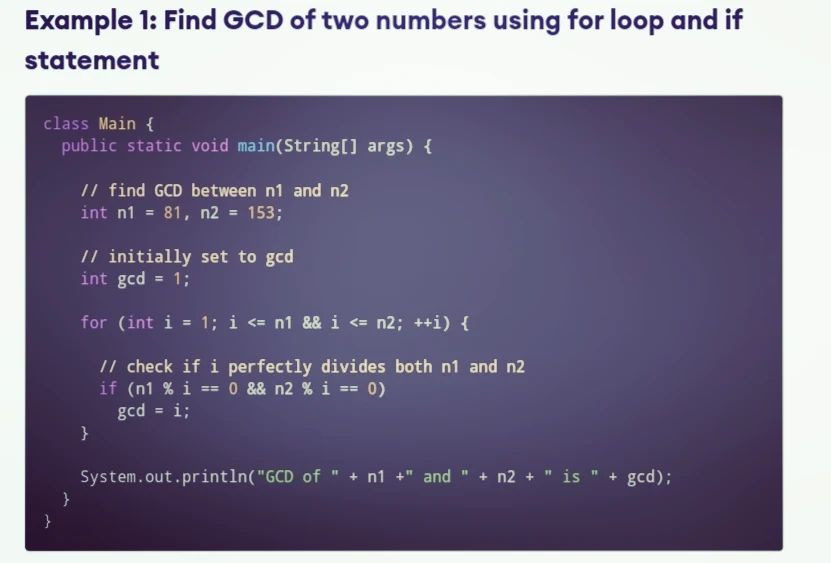 Example 1: Find GCD of two numbers using for loop and if
statement
class Main {
  public static void main(String[] args) {
    // find GCD between n1 and n2
    int n1 = 81, n2 = 153;
    // initially set to gcd
    int gcd = 1;
    for (int i = 1; i <= n1 && i <= n2; ++i) {
      // check if i perfectly divides both n1 and n2
      if (n1 % i == 0 && n2 % i == 0)
        gcd = i;
    }
    System.out.println("GCD of " + n1 +" and " + n2 + " is " + gcd);
  }
}